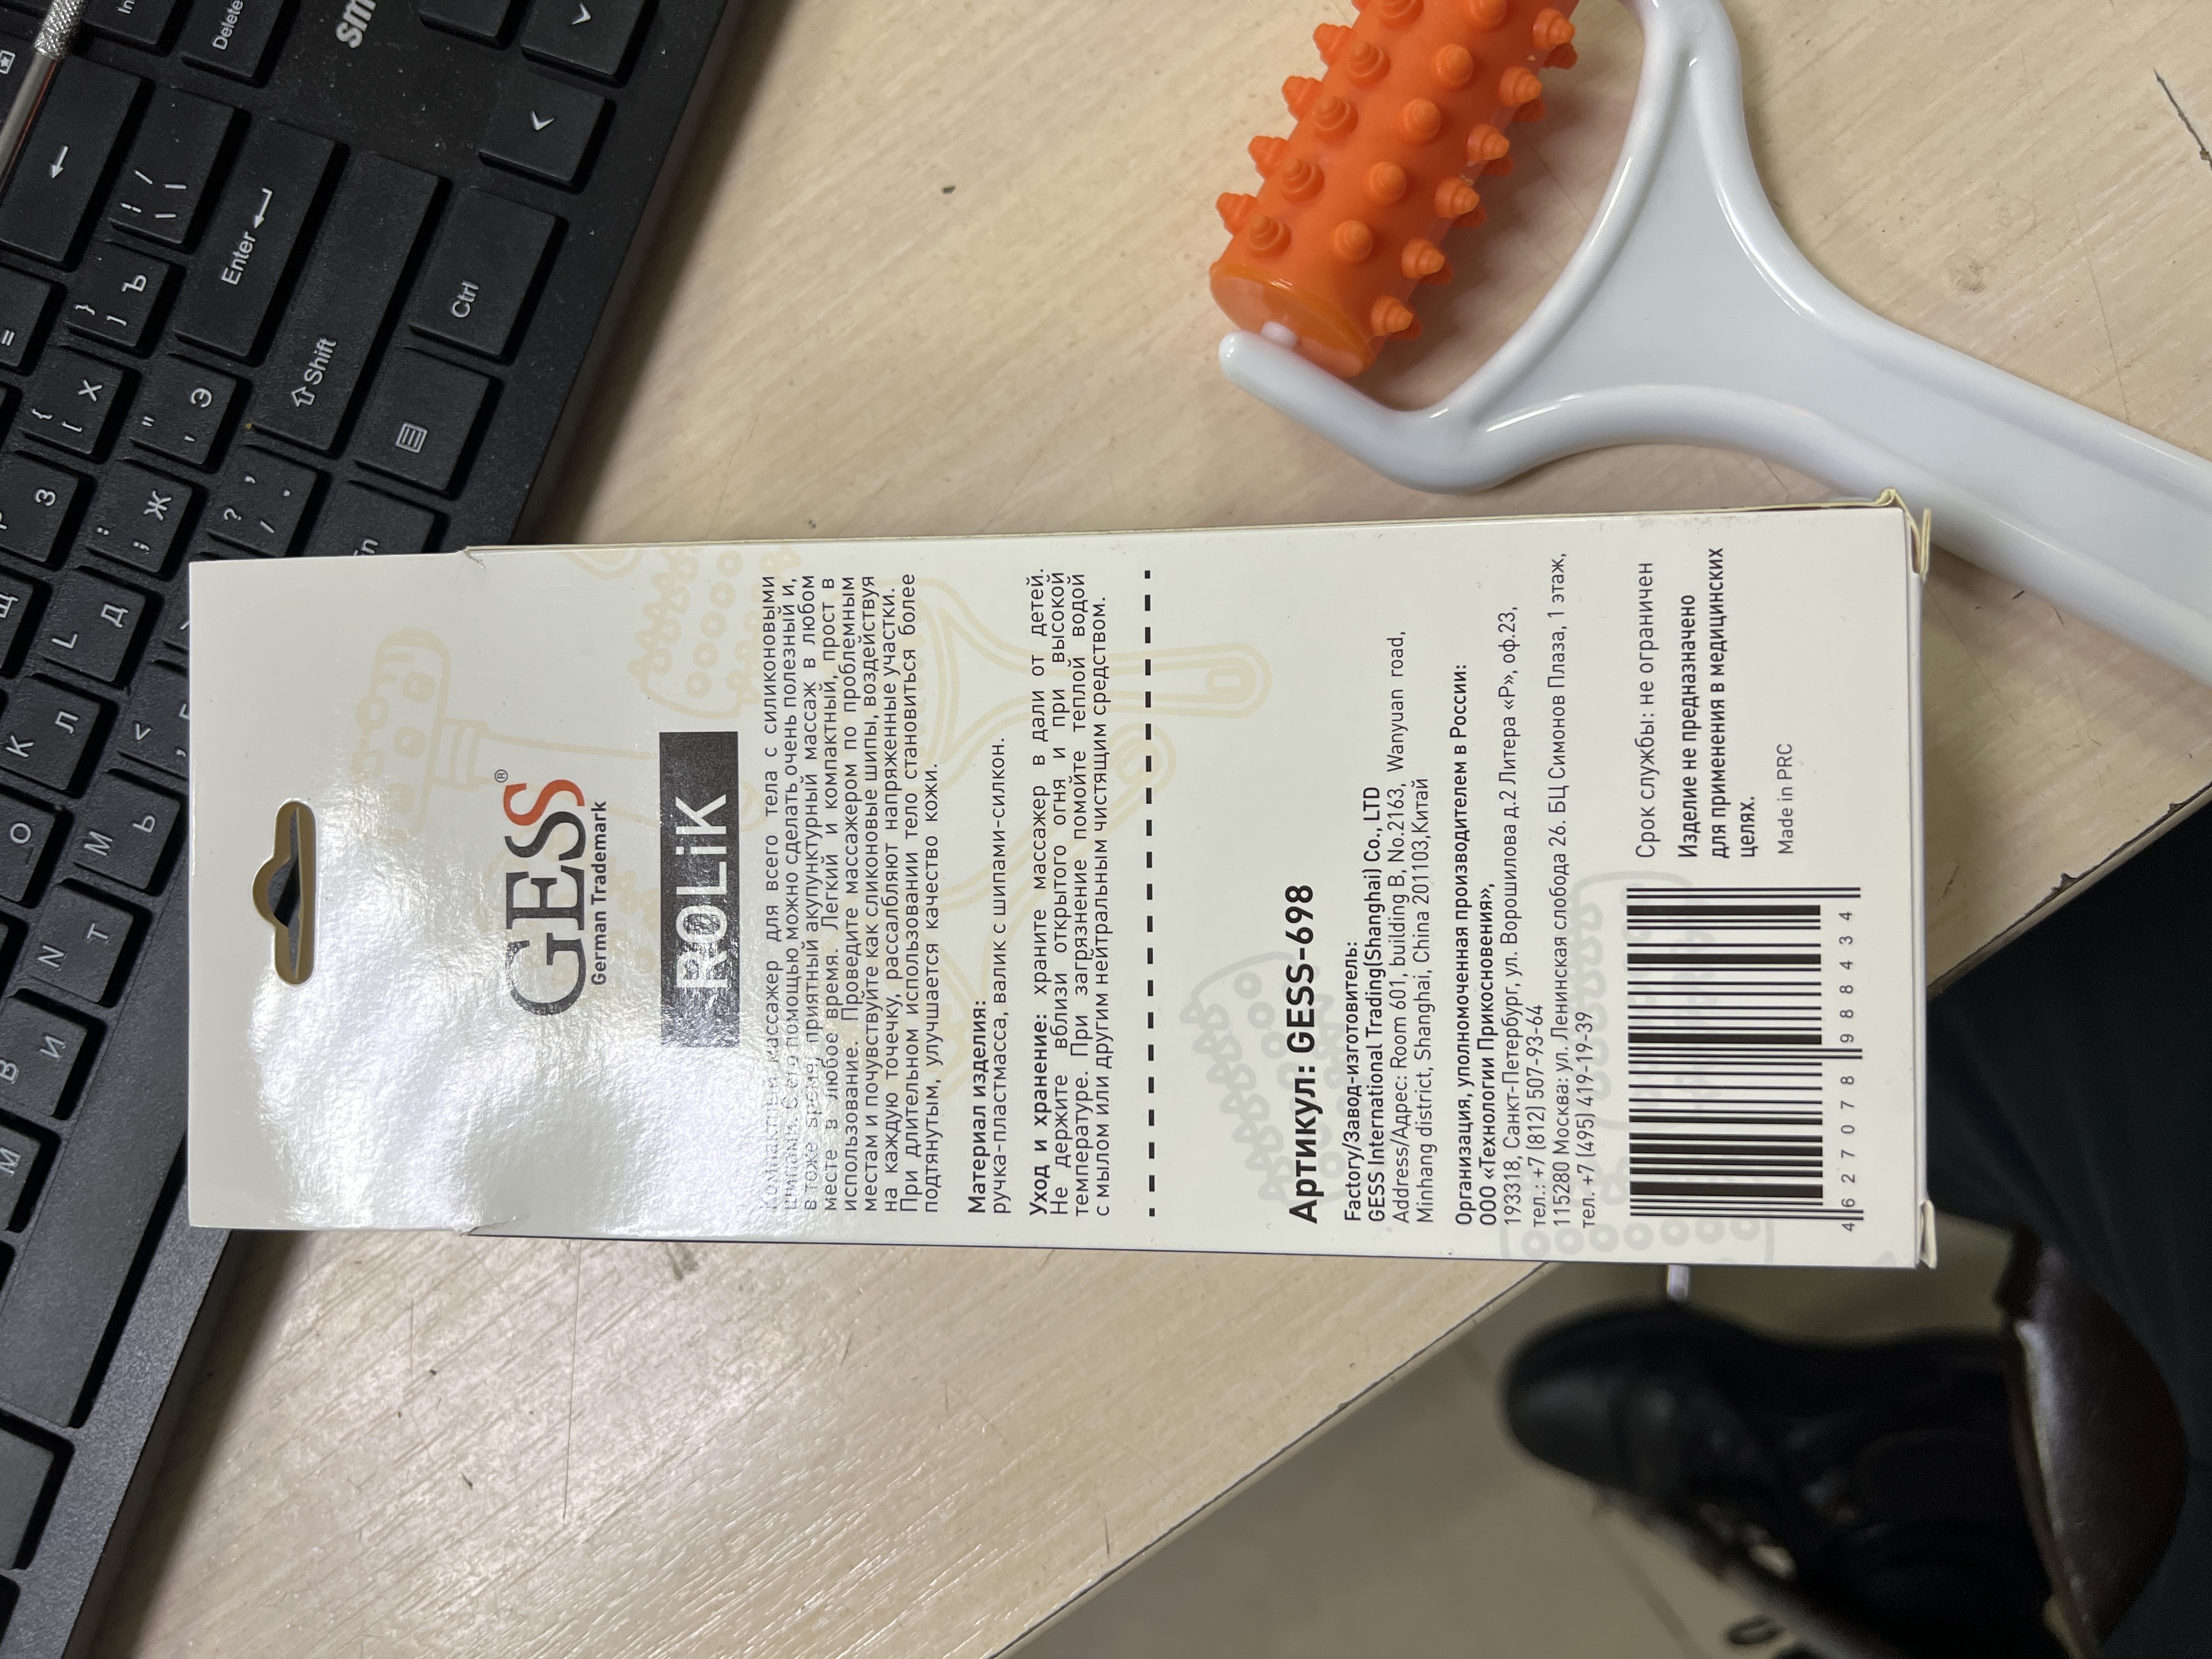 GESS®
German Trademark
ROLiK
Компактный массажер для всего тела с силиконовыми
шипами. С его помощью можно сделать очень полезный и,
в тоже время, приятный акупунктурный массаж в любом
месте в любое время. Легкий и компактный, прост в
использование. Проведите массажером по проблемным
местам и почувствуйте как сликоновые шипы, воздействуя
на каждую точечку, рассалбляют напряженные участки.
При длительном использовании тело становиться более
подтянутым, улучшается качество кожи.
Материал изделия:
ручка-пластмасса, валик с шипами-силкон.
Уход и хранение: храните массажер в дали от детей.
Не держите вблизи открытого огня и при высокой
температуре. При загрязнение помойте теплой водой
с мылом или другим нейтральным чистящим средством.
Артикул: GESS-698
Factory/Завод-изготовитель:
GESS International Trading(Shanghai) Co., LTD
Address/Адрес: Room 601, building B, No.2163, Wanyuan road,
Minhang district, Shanghai, China 201103,Китай
Организация, уполномоченная производителем в России:
ООО «Технологии Прикосновения»,
193318, Санкт-Петербург, ул. Ворошилова д.2 Литера «Р», оф.23,
тел.: +7 (812) 507-93-64
115280 Москва: ул. Ленинская слобода 26. БЦ Симонов Плаза, 1 этаж,
тел. +7 (495) 419-19-39
Срок службы: не ограничен
Изделие не предназначено
для применения в медицинских
целях.
Made in PRC
4 627078 988434
Delete
Enter
Shift
Ctrl